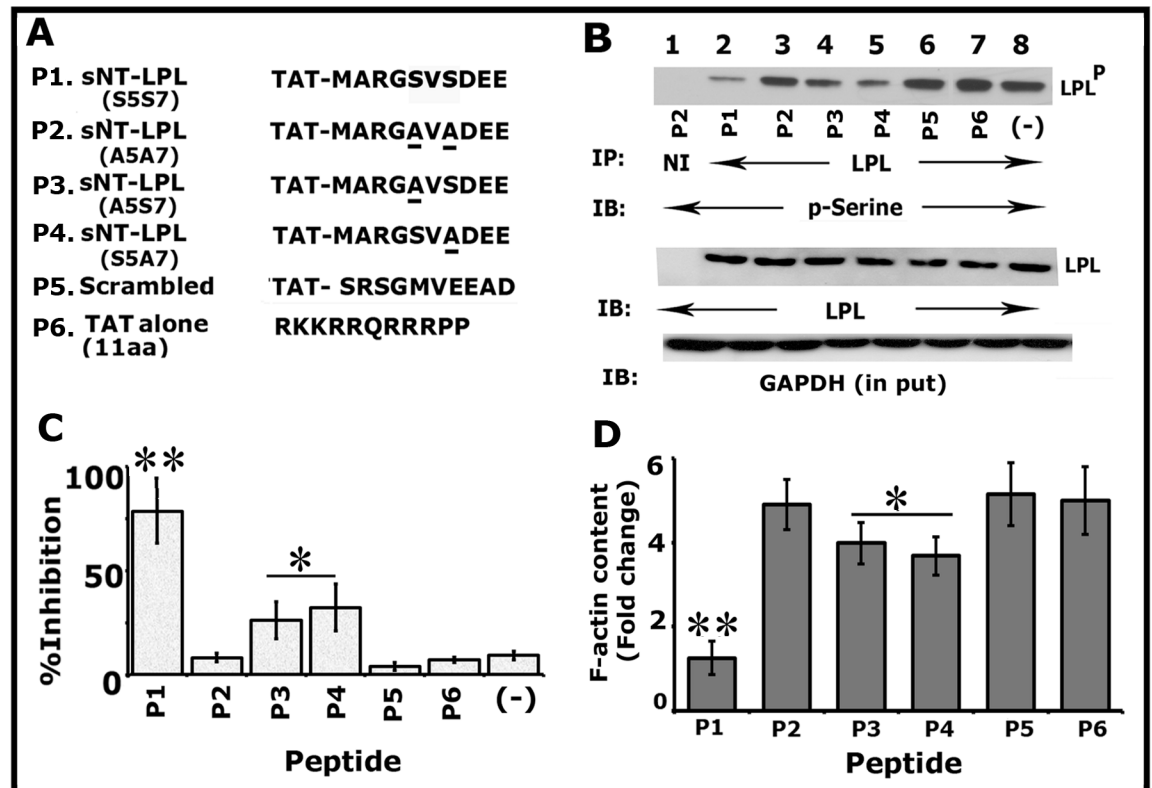 A
P1. sNT-LPL TAT-MARGSVSDEE
(S5S7)
P2. sNT-LPL TAT-MARGAVADEE
(A5A7)
P3. sNT-LPL TAT-MARGAVSDEE
(A5S7)
P4. sNT-LPL TAT-MARGSVADEE
(S5A7)
P5. Scrambled TAT- SRSGMVEEAD
P6. TAT alone RKKRRQRRRPP
(11aa)
B
1 2 3 4 5 6 7 8
LPLP
P2 P1 P2 P3 P4 P5 P6 (-)
IP: NI LPL
IB: p-Serine
LPL
IB: LPL
IB: GAPDH (in put)
C
**
*
%Inhibition
100
50
0
P1 P2 P3 P4 P5 P6 (-)
Peptide
D
**
*
F-actin content
(Fold change)
6
4
2
0
P1 P2 P3 P4 P5 P6
Peptide